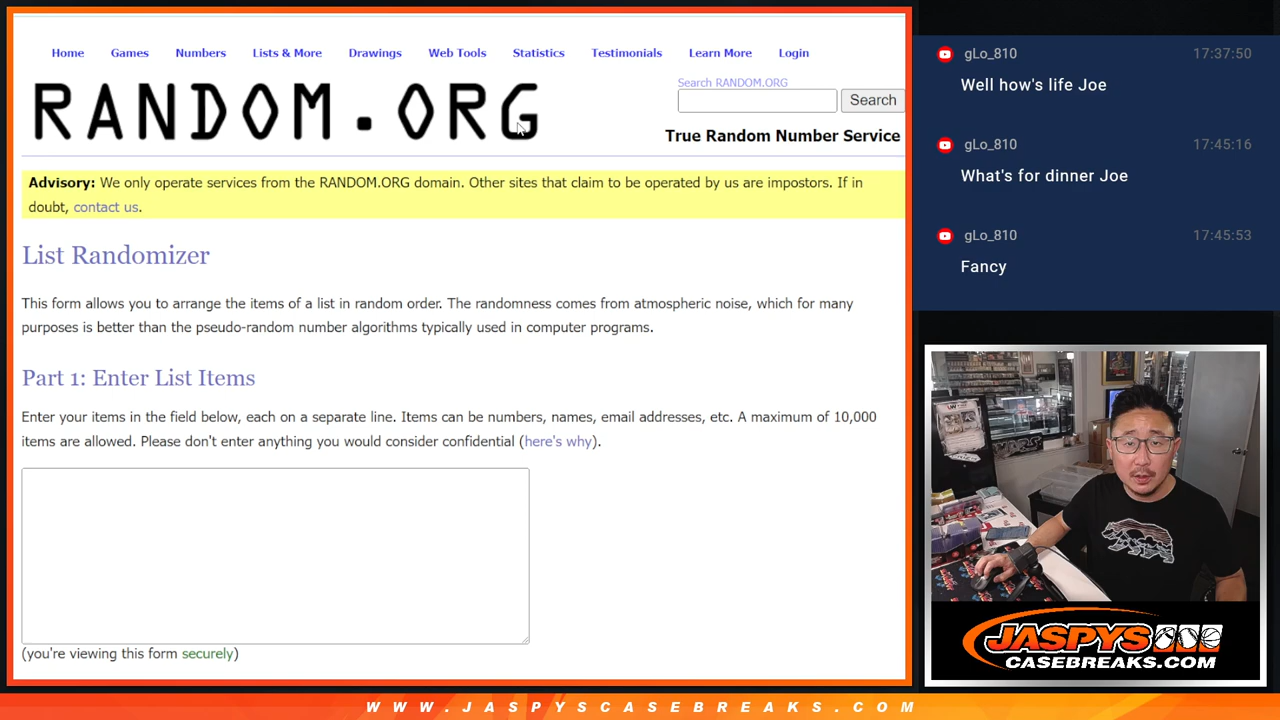 Home Games Numbers Lists & More Drawings Web Tools Statistics Testimonials Learn More Login
RANDOM.ORG
Search RANDOM.ORG
Search
True Random Number Service
Advisory: We only operate services from the RANDOM.ORG domain. Other sites that claim to be operated by us are impostors. If in
doubt, contact us.
List Randomizer
This form allows you to arrange the items of a list in random order. The randomness comes from atmospheric noise, which for many
purposes is better than the pseudo-random number algorithms typically used in computer programs.
Part 1: Enter List Items
Enter your items in the field below, each on a separate line. Items can be numbers, names, email addresses, etc. A maximum of 10,000
items are allowed. Please don't enter anything you would consider confidential (here's why).
(you're viewing this form securely)
gLo_810 17:37:50
Well how's life Joe
gLo_810 17:45:16
What's for dinner Joe
gLo_810 17:45:53
Fancy
JASPYS
CASEBREAKS.COM
WWW.JASPYSCASEBREAKS.COM